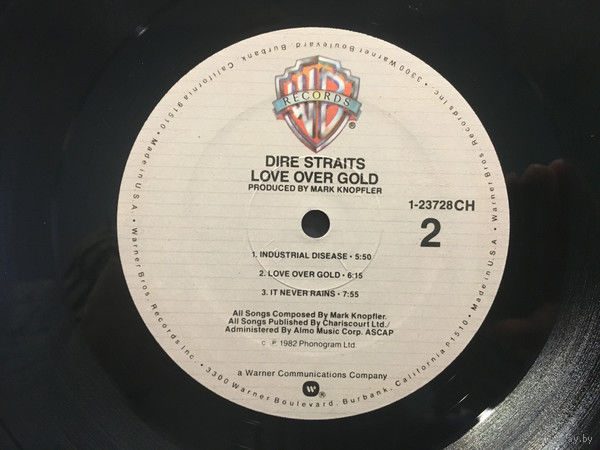 WB
RECORDS
®
DIRE STRAITS
LOVE OVER GOLD
PRODUCED BY MARK KNOPFLER
1-23728CH
2
1. INDUSTRIAL DISEASE • 5:50
2. LOVE OVER GOLD • 6:15
3. IT NEVER RAINS • 7:55
All Songs Composed By Mark Knopfler.
All Songs Published By Chariscourt Ltd./
Administered By Almo Music Corp. ASCAP
© ℗ 1982 Phonogram Ltd.
a Warner Communications Company
W ®
• Warner Bros. Records Inc. • 3300 Warner Boulevard, Burbank, California 91510 • Made in U.S.A. • Warner Bros. Records Inc. • 3300 Warner Boulevard, Burbank, California 91510 • Made in U.S.A.